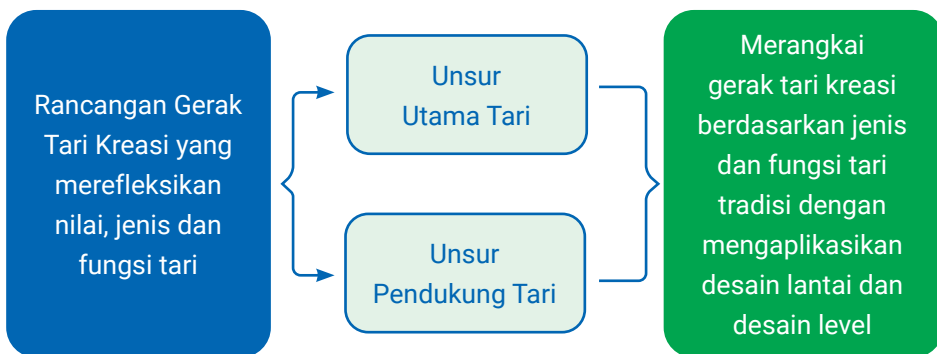 Rancangan Gerak
Tari Kreasi yang
merefleksikan
nilai, jenis dan
fungsi tari
Unsur
Utama Tari
Unsur
Pendukung Tari
Merangkai
gerak tari kreasi
berdasarkan jenis
dan fungsi tari
tradisi dengan
mengaplikasikan
desain lantai dan
desain level